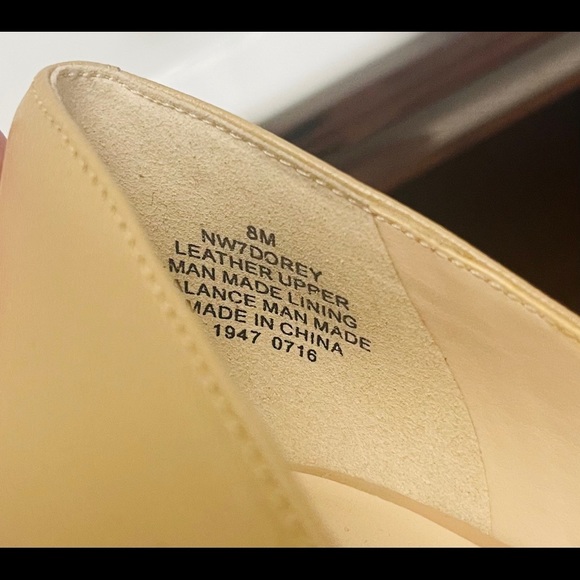 8M
NW7DOREY
LEATHER UPPER
MAN MADE LINING
ALANCE MAN MADE
MADE IN CHINA
1947 0716